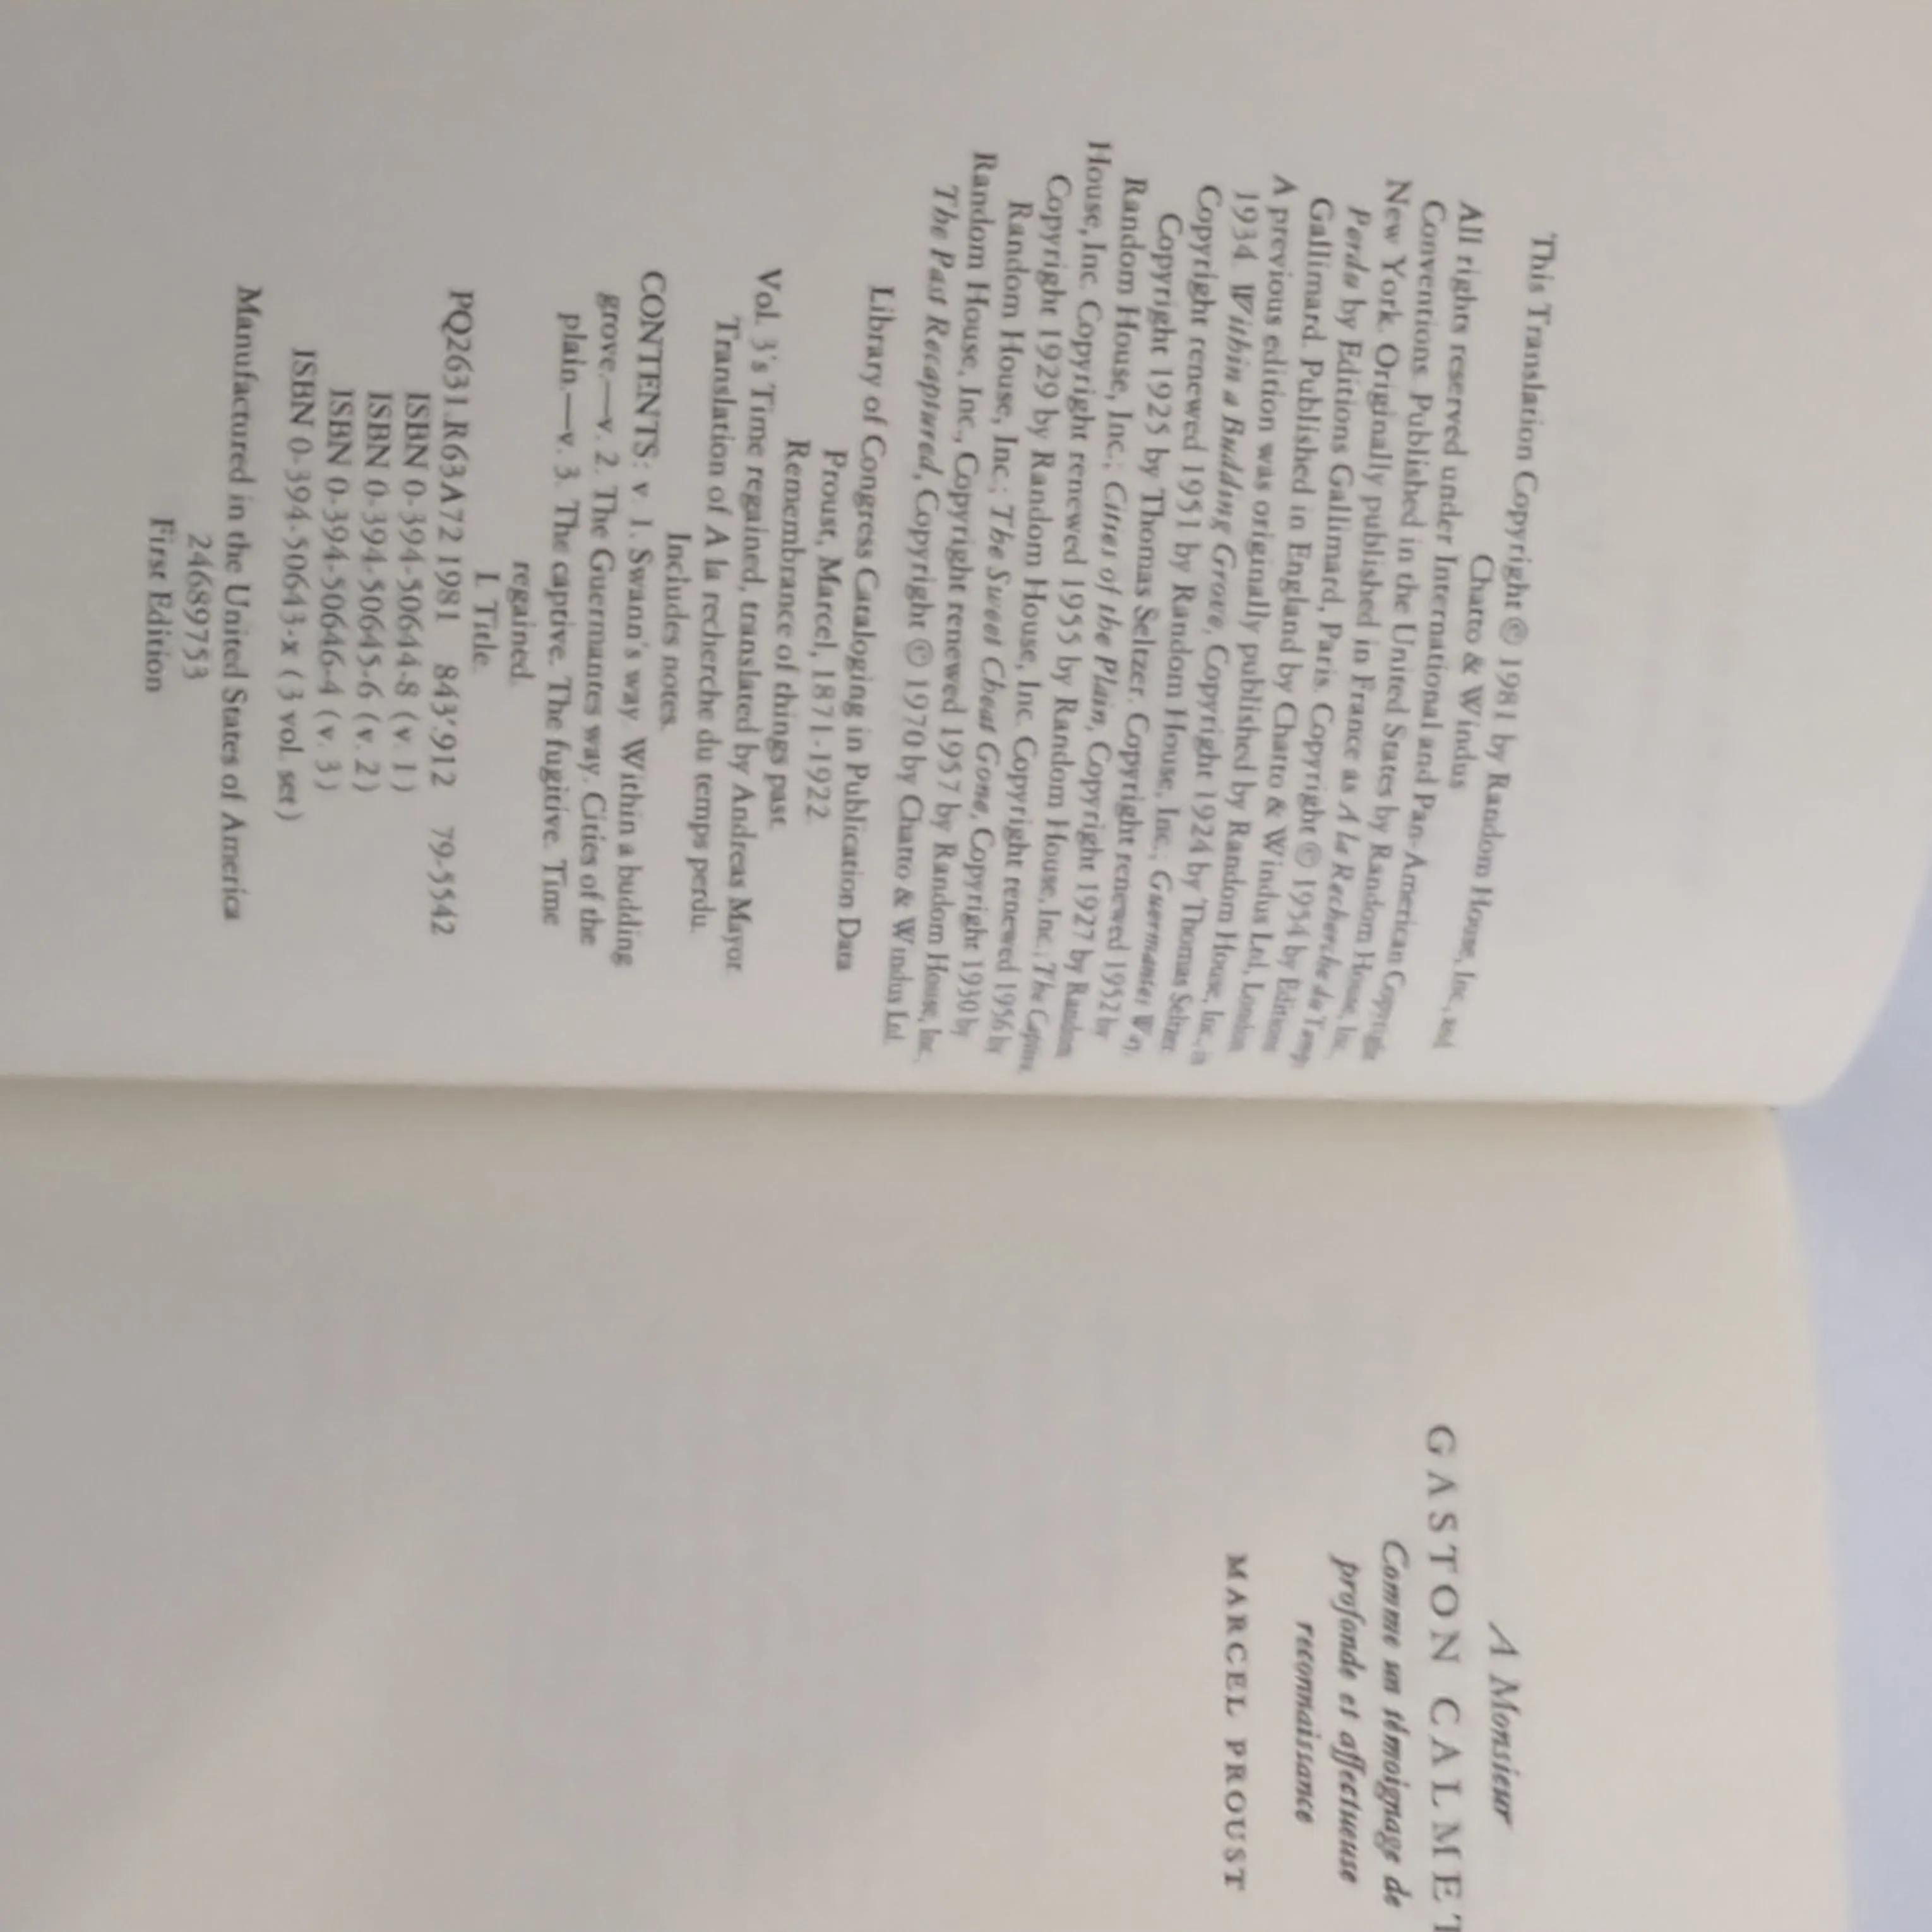 This Translation Copyright © 1981 by Random House, Inc., and
Chatto & Windus
All rights reserved under International and Pan-American Copyright
Conventions. Published in the United States by Random House, Inc.,
New York. Originally published in France as A la Recherche du Temps
Perdu by Editions Gallimard, Paris. Copyright © 1954 by Editions
Gallimard. Published in England by Chatto & Windus Ltd, London
A previous edition was originally published by Random House, Inc., in
1934. Within a Budding Grove, Copyright 1924 by Thomas Seltzer.
Copyright renewed 1951 by Random House, Inc.; Guermantes Way,
Copyright 1925 by Thomas Seltzer. Copyright renewed 1952 by
Random House, Inc.; Cities of the Plain, Copyright 1927 by Random
House, Inc. Copyright renewed 1955 by Random House, Inc.; The Captive,
Copyright 1929 by Random House, Inc. Copyright renewed 1956 by
Random House, Inc.; The Sweet Cheat Gone, Copyright 1930 by
Random House, Inc., Copyright renewed 1957 by Random House, Inc.
The Past Recaptured, Copyright © 1970 by Chatto & Windus Ltd.
Library of Congress Cataloging in Publication Data
Proust, Marcel, 1871-1922.
Remembrance of things past.
Vol. 3's Time regained, translated by Andreas Mayor.
Translation of A la recherche du temps perdu.
Includes notes.
CONTENTS: v. 1. Swann's way. Within a budding
grove.—v. 2. The Guermantes way. Cities of the
plain.—v. 3. The captive. The fugitive. Time
regained.
I. Title.
PQ2631.R63A72 1981 843'.912 79-5542
ISBN 0-394-50644-8 (v. 1)
ISBN 0-394-50645-6 (v. 2)
ISBN 0-394-50646-4 (v. 3)
ISBN 0-394-50643-x (3 vol. set)
Manufactured in the United States of America
24689753
First Edition
A Monsieur
GASTON CALMET
Comme un témoignage de
profonde et affectueuse
reconnaissance
MARCEL PROUST